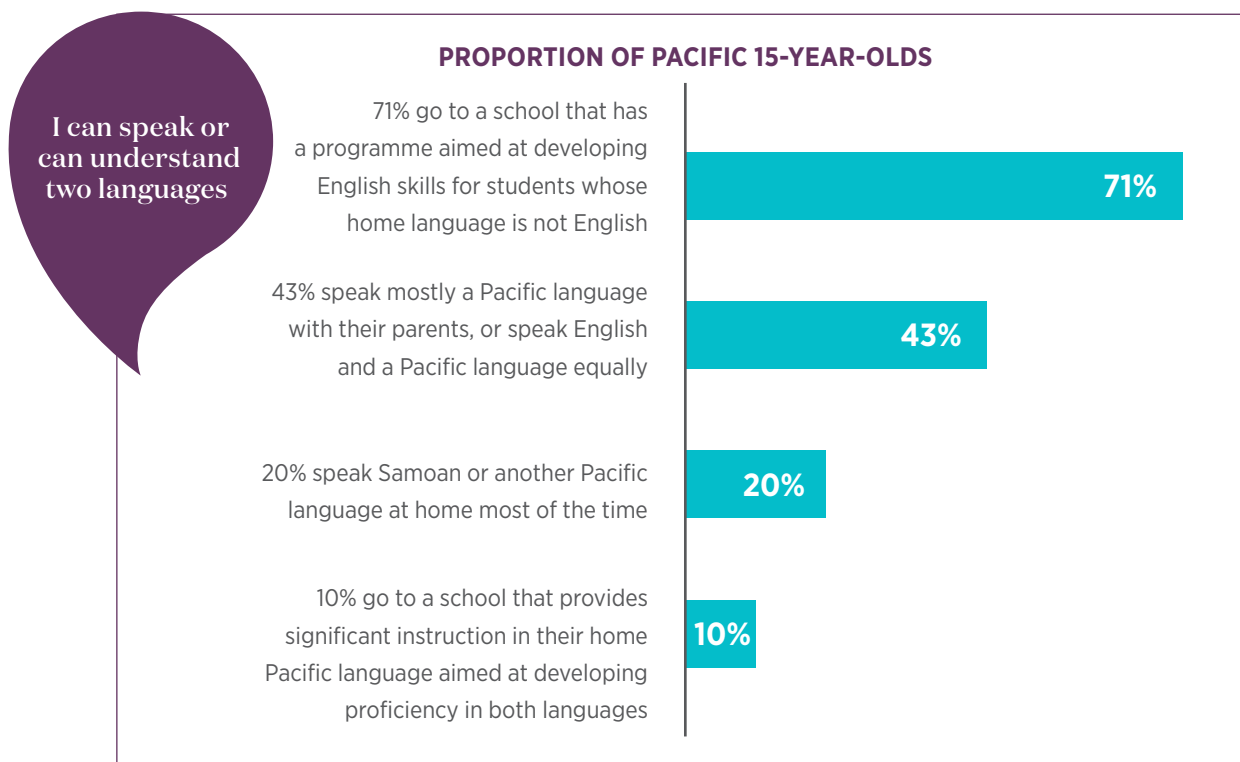 I can speak or
can understand
two languages
PROPORTION OF PACIFIC 15-YEAR-OLDS
71% go to a school that has
a programme aimed at developing
English skills for students whose
home language is not English
71%
43% speak mostly a Pacific language
with their parents, or speak English
and a Pacific language equally
43%
20% speak Samoan or another Pacific
language at home most of the time
20%
10% go to a school that provides
significant instruction in their home
Pacific language aimed at developing
proficiency in both languages
10%